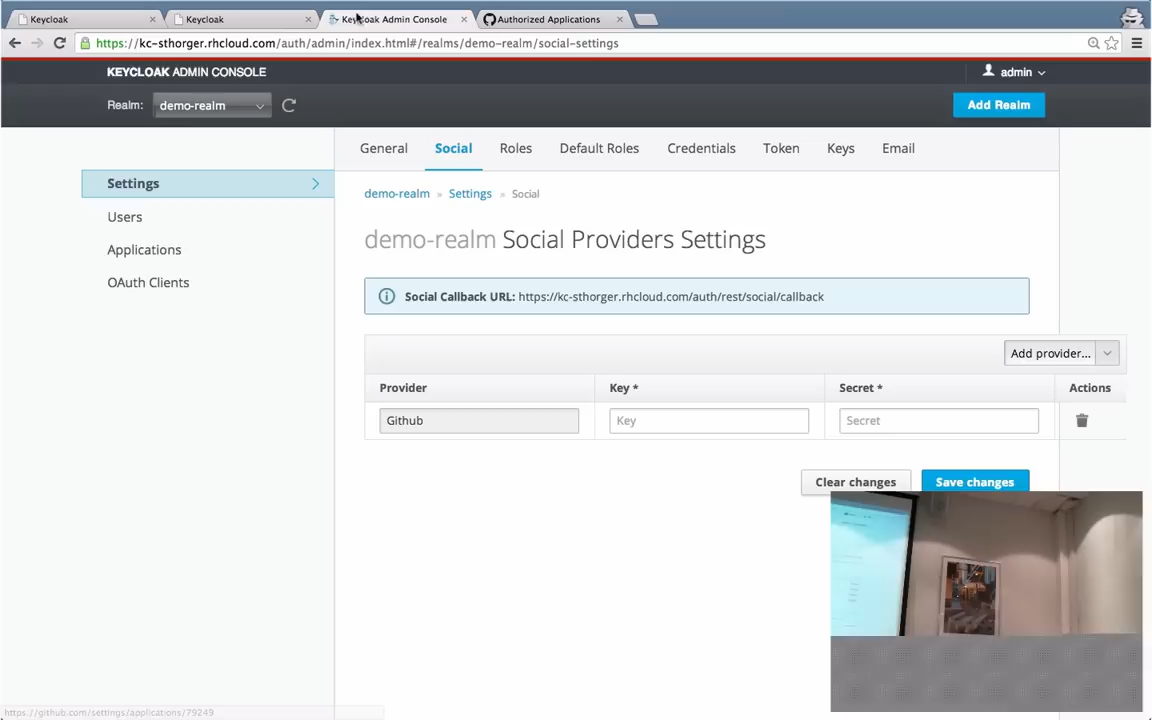 Keycloak
Keycloak
Keycloak Admin Console
Authorized Applications
https://kc-sthorger.rhcloud.com/auth/admin/index.html#/realms/demo-realm/social-settings
KEYCLOAK ADMIN CONSOLE
admin
Realm:
demo-realm
Add Realm
General
Social
Roles
Default Roles
Credentials
Token
Keys
Email
Settings
Users
Applications
OAuth Clients
demo-realm » Settings » Social
demo-realm Social Providers Settings
Social Callback URL: https://kc-sthorger.rhcloud.com/auth/rest/social/callback
Add provider...
Provider
Key *
Secret *
Actions
Github
Key
Secret
Clear changes
Save changes
https://github.com/settings/applications/79249